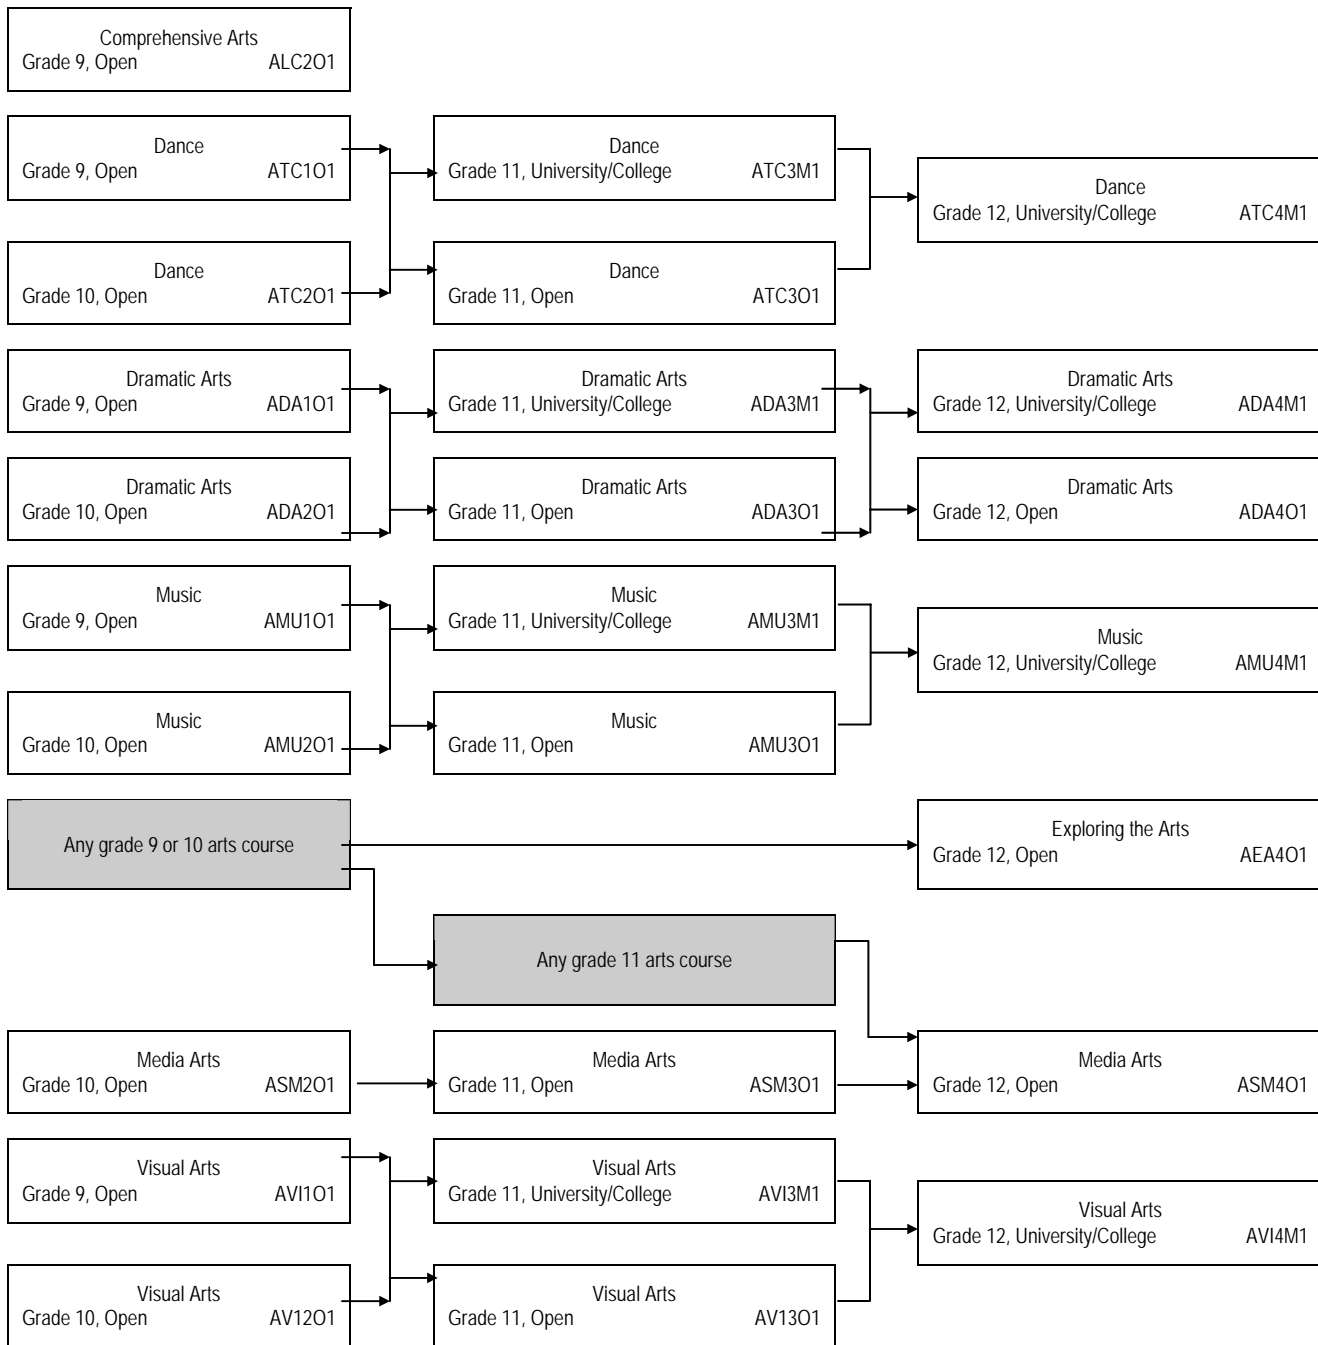 Comprehensive Arts
Grade 9, Open ALC2O1
Dance
Grade 9, Open ATC1O1
Dance
Grade 11, University/College ATC3M1
Dance
Grade 12, University/College ATC4M1
Dance
Grade 10, Open ATC2O1
Dance
Grade 11, Open ATC3O1
Dramatic Arts
Grade 9, Open ADA1O1
Dramatic Arts
Grade 11, University/College ADA3M1
Dramatic Arts
Grade 12, University/College ADA4M1
Dramatic Arts
Grade 10, Open ADA2O1
Dramatic Arts
Grade 11, Open ADA3O1
Dramatic Arts
Grade 12, Open ADA4O1
Music
Grade 9, Open AMU1O1
Music
Grade 11, University/College AMU3M1
Music
Grade 12, University/College AMU4M1
Music
Grade 10, Open AMU2O1
Music
Grade 11, Open AMU3O1
Any grade 9 or 10 arts course
Exploring the Arts
Grade 12, Open AEA4O1
Any grade 11 arts course
Media Arts
Grade 10, Open ASM2O1
Media Arts
Grade 11, Open ASM3O1
Media Arts
Grade 12, Open ASM4O1
Visual Arts
Grade 9, Open AVI1O1
Visual Arts
Grade 11, University/College AVI3M1
Visual Arts
Grade 12, University/College AVI4M1
Visual Arts
Grade 10, Open AV12O1
Visual Arts
Grade 11, Open AV13O1